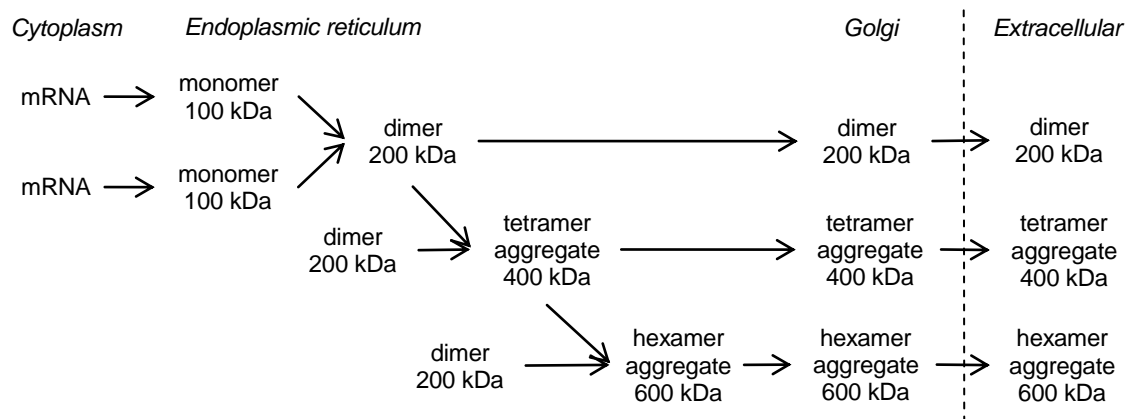 Cytoplasm Endoplasmic reticulum Golgi Extracellular
mRNA monomer
100 kDa
dimer
200 kDa
dimer
200 kDa
dimer
200 kDa
mRNA monomer
100 kDa
dimer
200 kDa
tetramer
aggregate
400 kDa
tetramer
aggregate
400 kDa
tetramer
aggregate
400 kDa
dimer
200 kDa
hexamer
aggregate
600 kDa
hexamer
aggregate
600 kDa
hexamer
aggregate
600 kDa